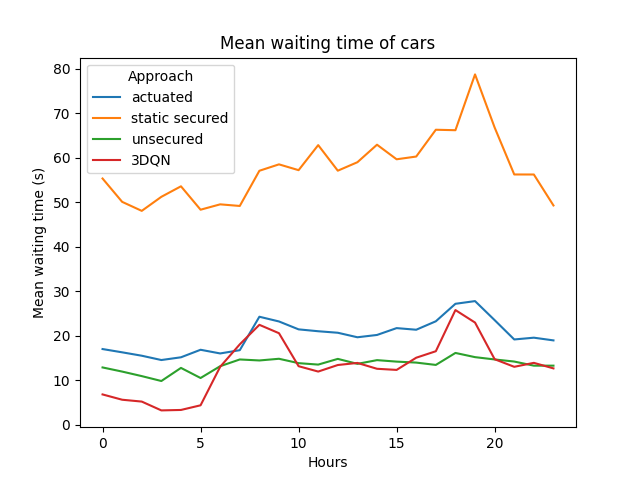 Mean waiting time of cars
Approach
actuated
static secured
unsecured
3DQN
Mean waiting time (s)
80
70
60
50
40
30
20
10
0
0 5 10 15 20
Hours